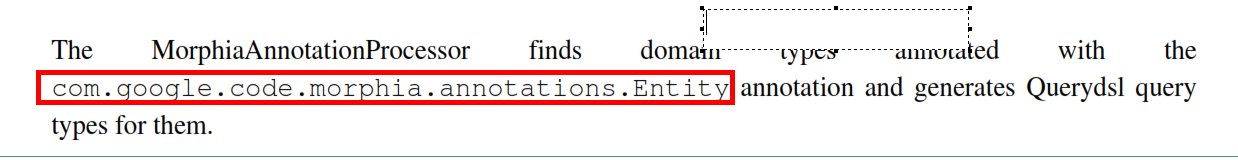 The MorphiaAnnotationProcessor finds domain types annotated with the
com.google.code.morphia.annotations.Entity annotation and generates Querydsl query
types for them.